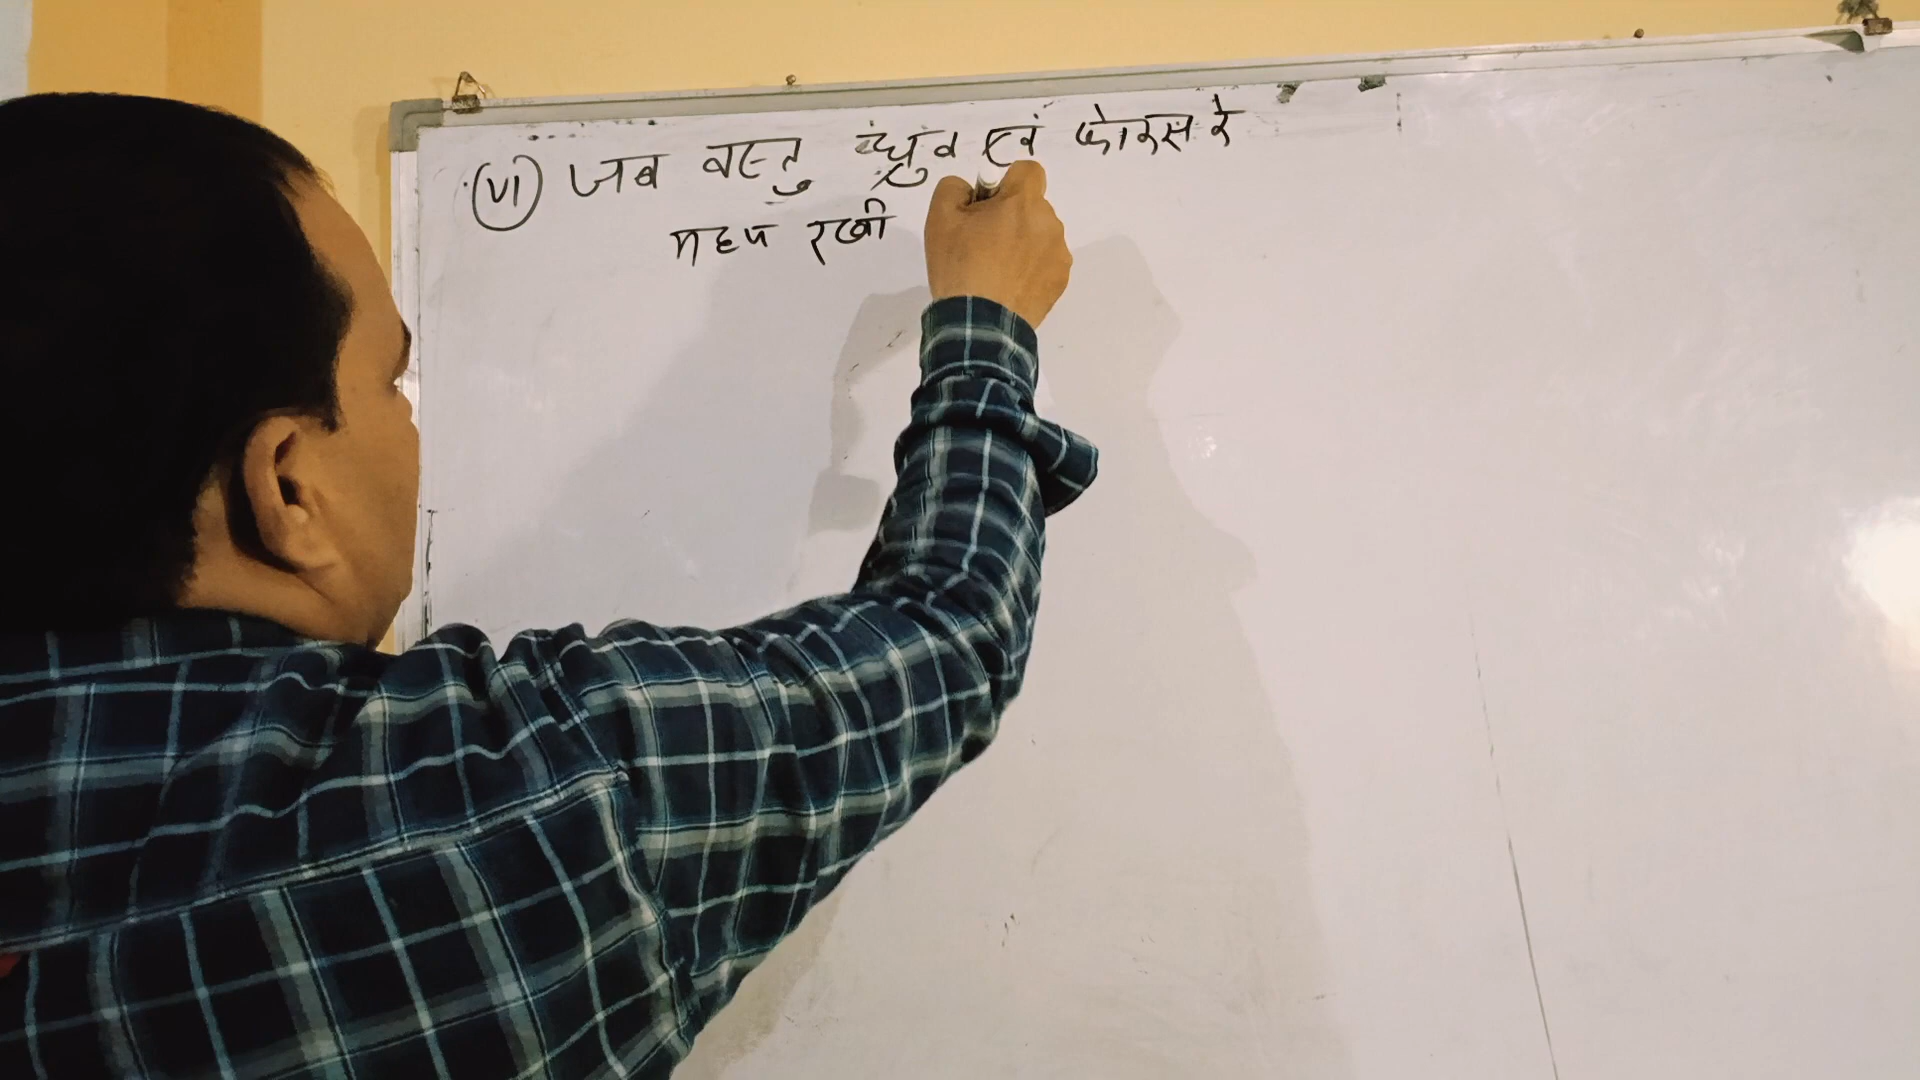 (vi) जब वस्तु ध्रुव एवं फोकस के
मध्य रखी